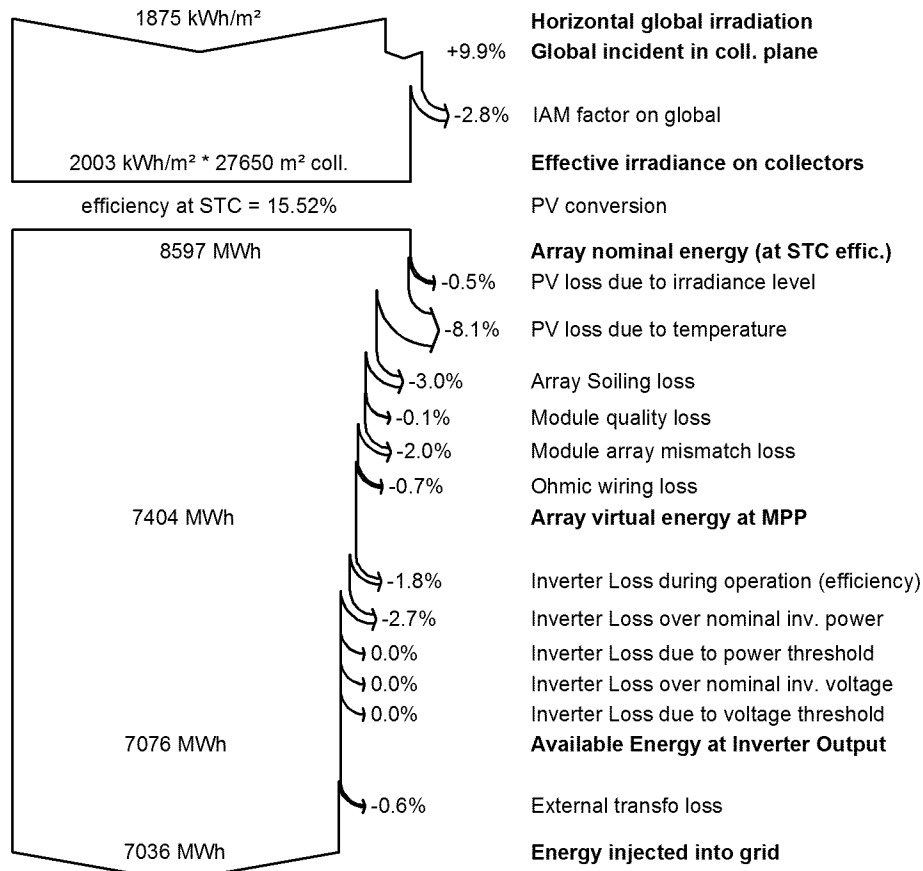 1875 kWh/m² Horizontal global irradiation
+9.9% Global incident in coll. plane
-2.8% IAM factor on global
2003 kWh/m² * 27650 m² coll. Effective irradiance on collectors
efficiency at STC = 15.52% PV conversion
8597 MWh Array nominal energy (at STC effic.)
-0.5% PV loss due to irradiance level
-8.1% PV loss due to temperature
-3.0% Array Soiling loss
-0.1% Module quality loss
-2.0% Module array mismatch loss
-0.7% Ohmic wiring loss
7404 MWh Array virtual energy at MPP
-1.8% Inverter Loss during operation (efficiency)
-2.7% Inverter Loss over nominal inv. power
0.0% Inverter Loss due to power threshold
0.0% Inverter Loss over nominal inv. voltage
0.0% Inverter Loss due to voltage threshold
7076 MWh Available Energy at Inverter Output
-0.6% External transfo loss
7036 MWh Energy injected into grid